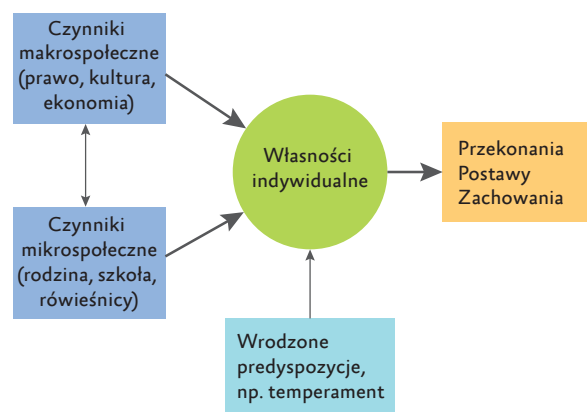 Czynniki
makrospołeczne
(prawo, kultura,
ekonomia)
Czynniki
mikrospołeczne
(rodzina, szkoła,
rówieśnicy)
Własności
indywidualne
Przekonania
Postawy
Zachowania
Wrodzone
predyspozycje,
np. temperament